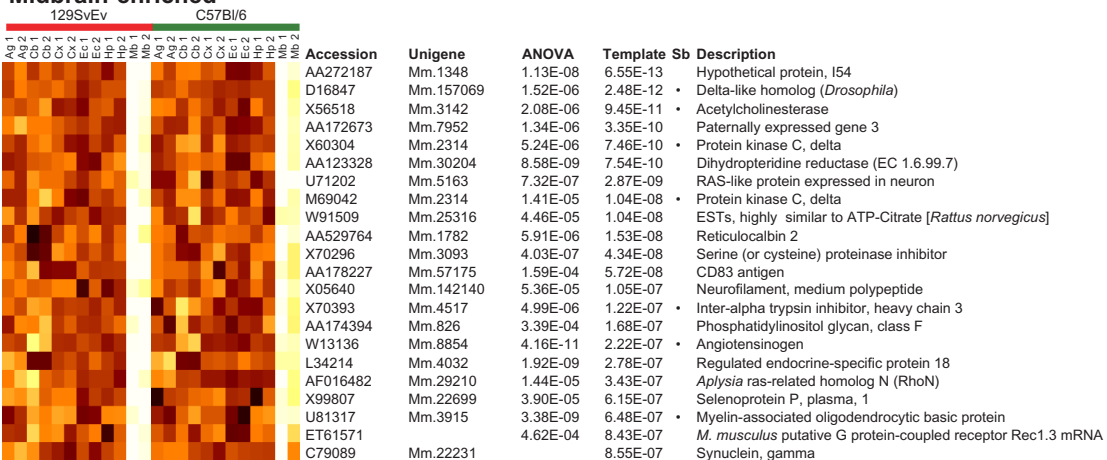 Midbrain enriched
129SvEv C57Bl/6
Ag 1 Ag 2 Cb 1 Cb 2 Cx 1 Cx 2 Ec 1 Ec 2 Hp 1 Hp 2 Mb 1 Mb 2 Ag 1 Ag 2 Cb 1 Cb 2 Cx 1 Cx 2 Ec 1 Ec 2 Hp 1 Hp 2 Mb 1 Mb 2
Accession Unigene ANOVA Template Sb Description
AA272187 Mm.1348 1.13E-08 6.55E-13 Hypothetical protein, I54
D16847 Mm.157069 1.52E-06 2.48E-12 • Delta-like homolog (Drosophila)
X56518 Mm.3142 2.08E-06 9.45E-11 • Acetylcholinesterase
AA172673 Mm.7952 1.34E-06 3.35E-10 Paternally expressed gene 3
X60304 Mm.2314 5.24E-06 7.46E-10 • Protein kinase C, delta
AA123328 Mm.30204 8.58E-09 7.54E-10 Dihydropteridine reductase (EC 1.6.99.7)
U71202 Mm.5163 7.32E-07 2.87E-09 RAS-like protein expressed in neuron
M69042 Mm.2314 1.41E-05 1.04E-08 • Protein kinase C, delta
W91509 Mm.25316 4.46E-05 1.04E-08 ESTs, highly similar to ATP-Citrate [Rattus norvegicus]
AA529764 Mm.1782 5.91E-06 1.53E-08 Reticulocalbin 2
X70296 Mm.3093 4.03E-07 4.34E-08 Serine (or cysteine) proteinase inhibitor
AA178227 Mm.57175 1.59E-04 5.72E-08 CD83 antigen
X05640 Mm.142140 5.36E-05 1.05E-07 Neurofilament, medium polypeptide
X70393 Mm.4517 4.99E-06 1.22E-07 • Inter-alpha trypsin inhibitor, heavy chain 3
AA174394 Mm.826 3.39E-04 1.68E-07 Phosphatidylinositol glycan, class F
W13136 Mm.8854 4.16E-11 2.22E-07 • Angiotensinogen
L34214 Mm.4032 1.92E-09 2.78E-07 Regulated endocrine-specific protein 18
AF016482 Mm.29210 1.44E-05 3.43E-07 Aplysia ras-related homolog N (RhoN)
X99807 Mm.22699 3.90E-05 6.15E-07 Selenoprotein P, plasma, 1
U81317 Mm.3915 3.38E-09 6.48E-07 • Myelin-associated oligodendrocytic basic protein
ET61571 4.62E-04 8.43E-07 M. musculus putative G protein-coupled receptor Rec1.3 mRNA
C79089 Mm.22231 8.55E-07 Synuclein, gamma